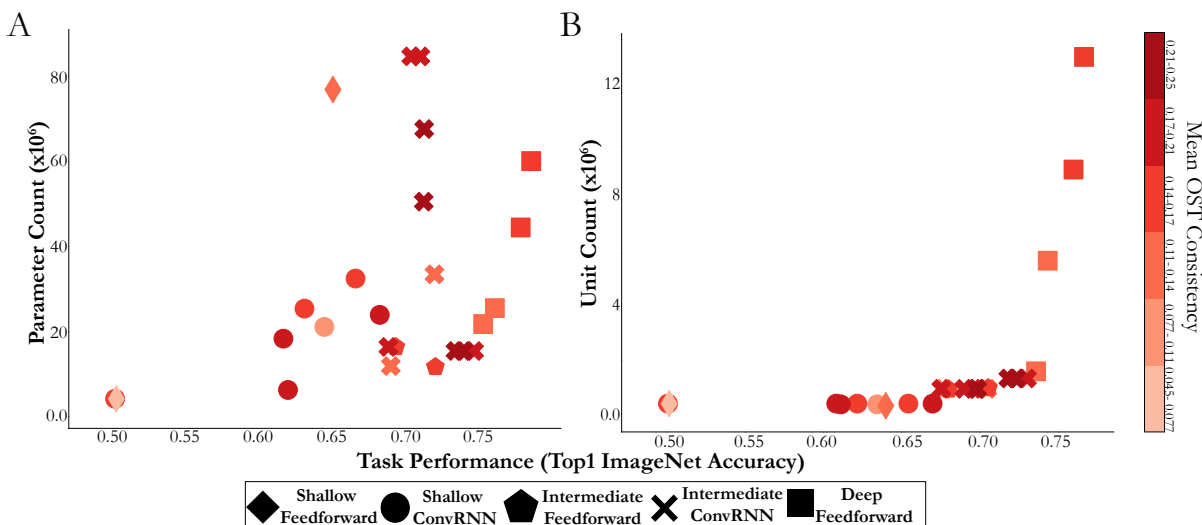 A
B
Parameter Count (x10⁶)
80
60
40
20
0.0
0.50
0.55
0.60
0.65
0.70
0.75
Unit Count (x10⁶)
12
8
4
0.0
0.50
0.60
0.65
0.70
0.75
Task Performance (Top1 ImageNet Accuracy)
0.21-0.25
0.17-0.21
0.14-0.17
0.11-0.14
0.077-0.11
0.045-0.077
Mean OST Consistency
Shallow
Feedforward
Shallow
ConvRNN
Intermediate
Feedforward
Intermediate
ConvRNN
Deep
Feedforward